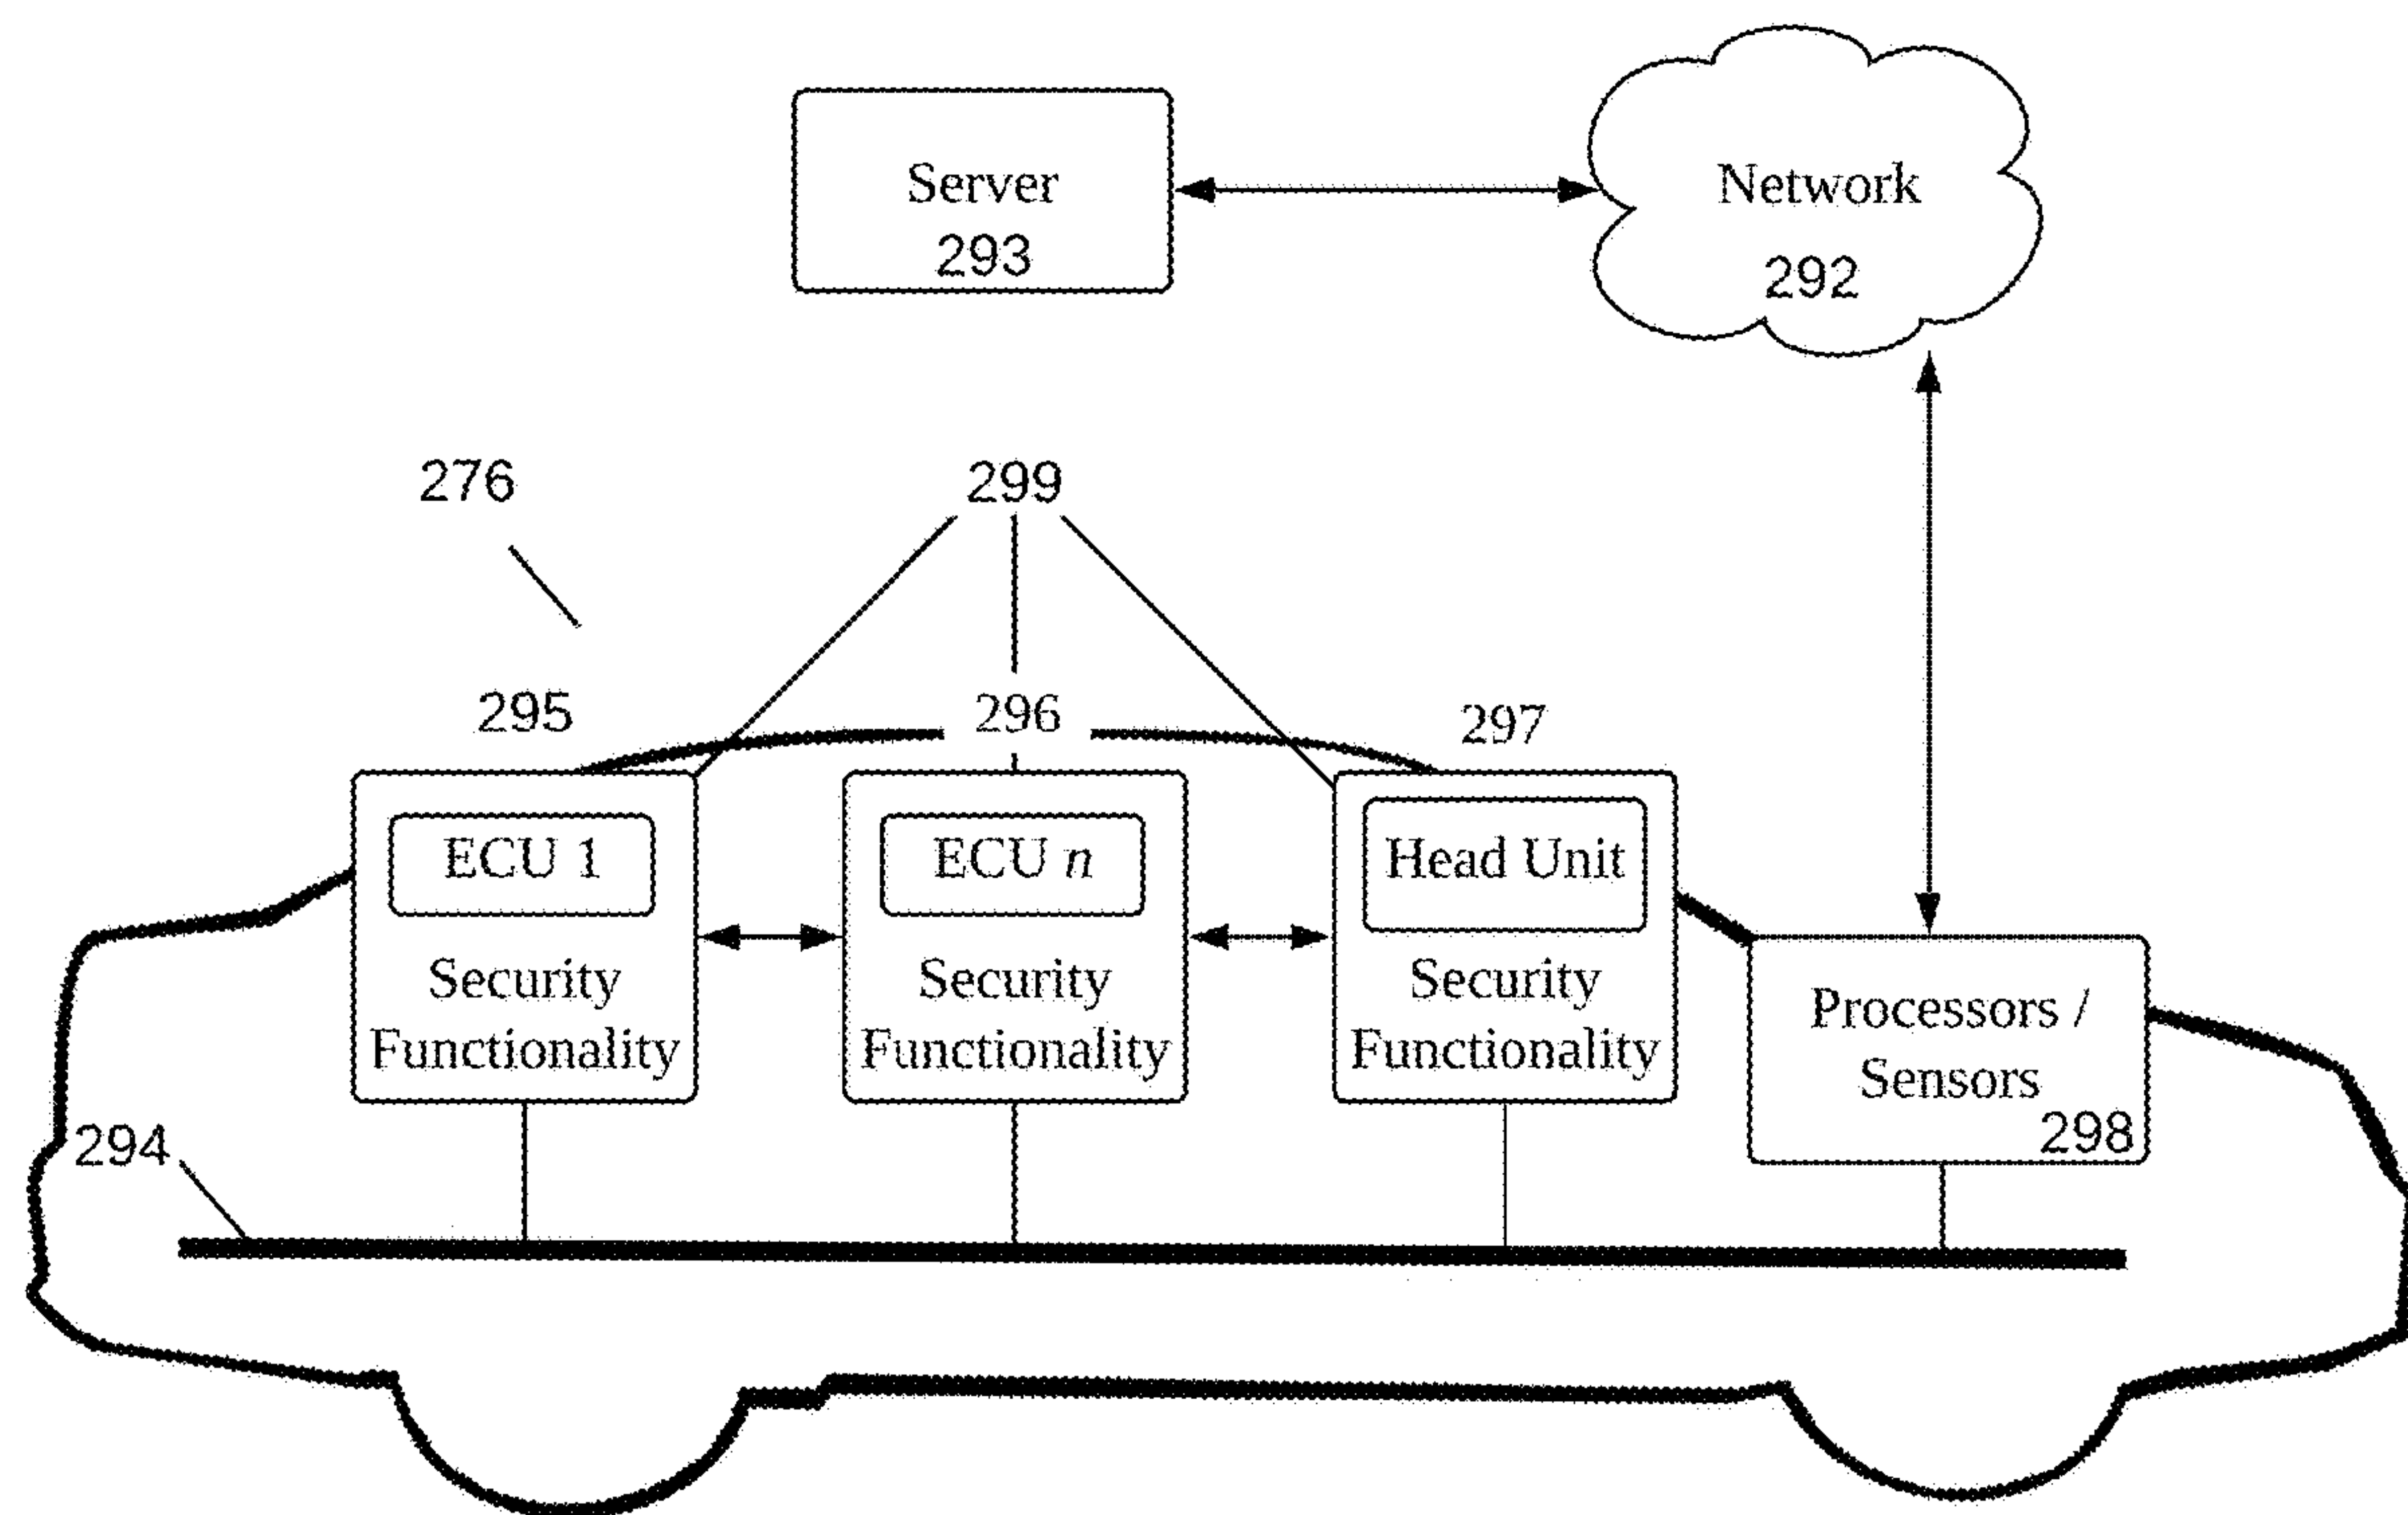 Server
293
Network
292
276
299
295
296
297
ECU 1
Security
Functionality
ECU n
Security
Functionality
Head Unit
Security
Functionality
Processors /
Sensors
298
294